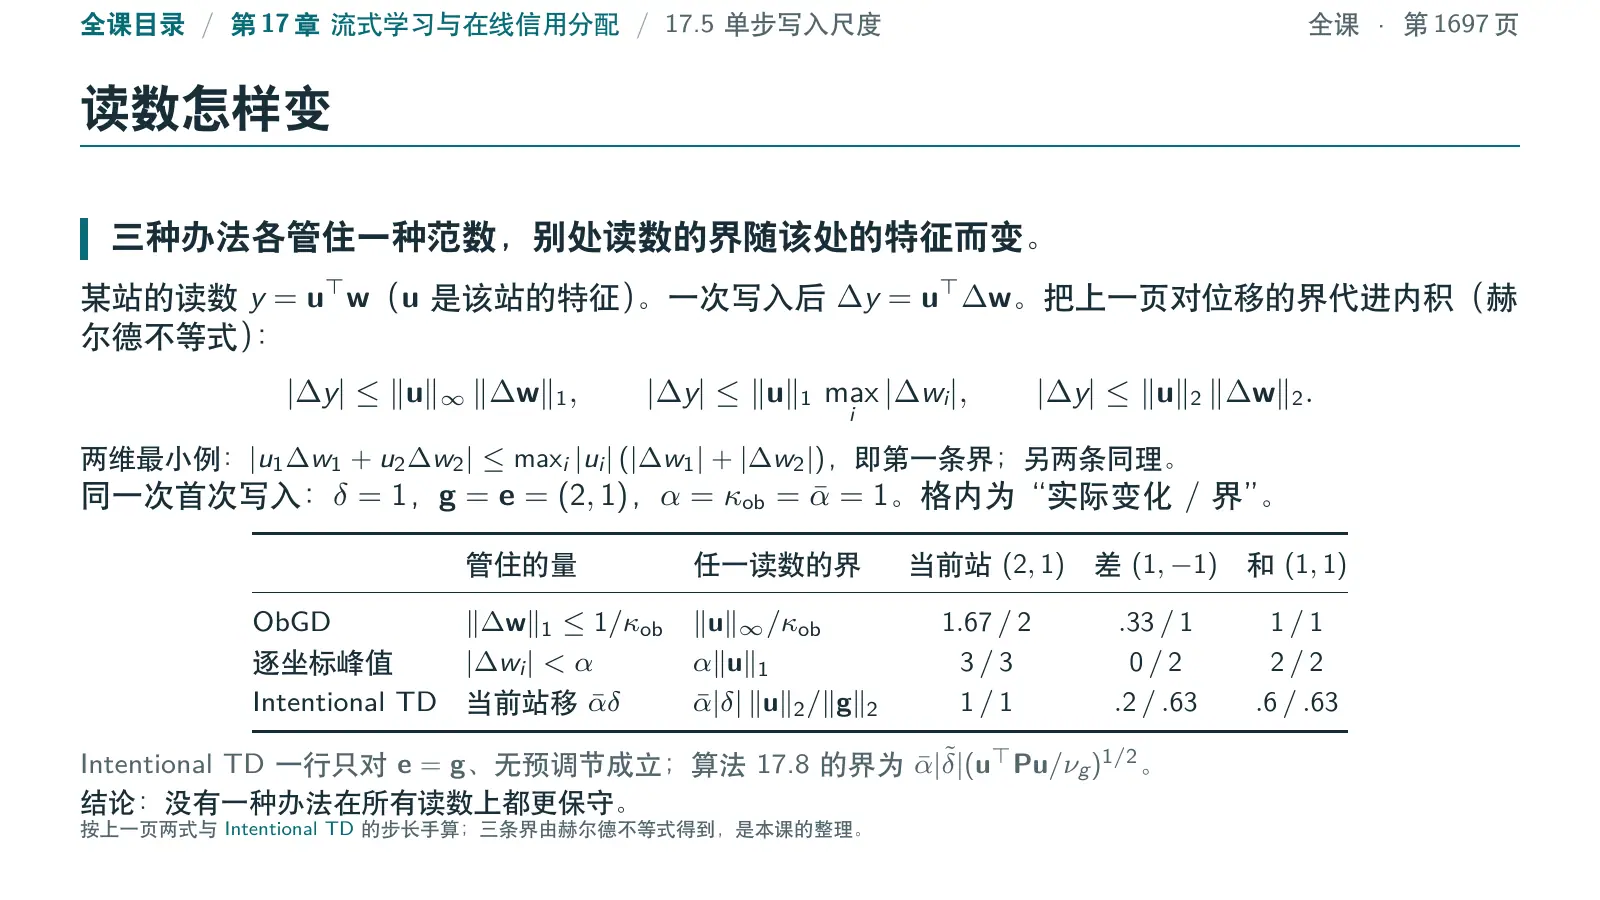 全课目录 / 第 17 章 流式学习与在线信用分配 / 17.5 单步写入尺度
全课 · 第 1697 页
读数怎样变
三种办法各管住一种范数，别处读数的界随该处的特征而变。
某站的读数 y = u⊤w（u 是该站的特征）。一次写入后 Δy = u⊤Δw。把上一页对位移的界代进内积（赫
尔德不等式）：
|Δy| ≤ ‖u‖∞ ‖Δw‖₁, |Δy| ≤ ‖u‖₁ maxᵢ |Δwᵢ|, |Δy| ≤ ‖u‖₂ ‖Δw‖₂.
两维最小例：|u₁Δw₁ + u₂Δw₂| ≤ maxᵢ |uᵢ| (|Δw₁| + |Δw₂|)，即第一条界；另两条同理。
同一次首次写入：δ = 1，g = e = (2, 1)，α = κ_ob = ᾱ = 1。格内为“实际变化 / 界”。
管住的量 任一读数的界 当前站 (2, 1) 差 (1, −1) 和 (1, 1)
ObGD ‖Δw‖₁ ≤ 1/κ_ob ‖u‖∞/κ_ob 1.67 / 2 .33 / 1 1 / 1
逐坐标峰值 |Δwᵢ| < α α‖u‖₁ 3 / 3 0 / 2 2 / 2
Intentional TD 当前站移 ᾱδ ᾱ|δ| ‖u‖₂/‖g‖₂ 1 / 1 .2 / .63 .6 / .63
Intentional TD 一行只对 e = g、无预调节成立；算法 17.8 的界为 ᾱ|δ̃|(u⊤Pu/ν_g)^{1/2}。
结论：没有一种办法在所有读数上都更保守。
按上一页两式与 Intentional TD 的步长手算；三条界由赫尔德不等式得到，是本课的整理。